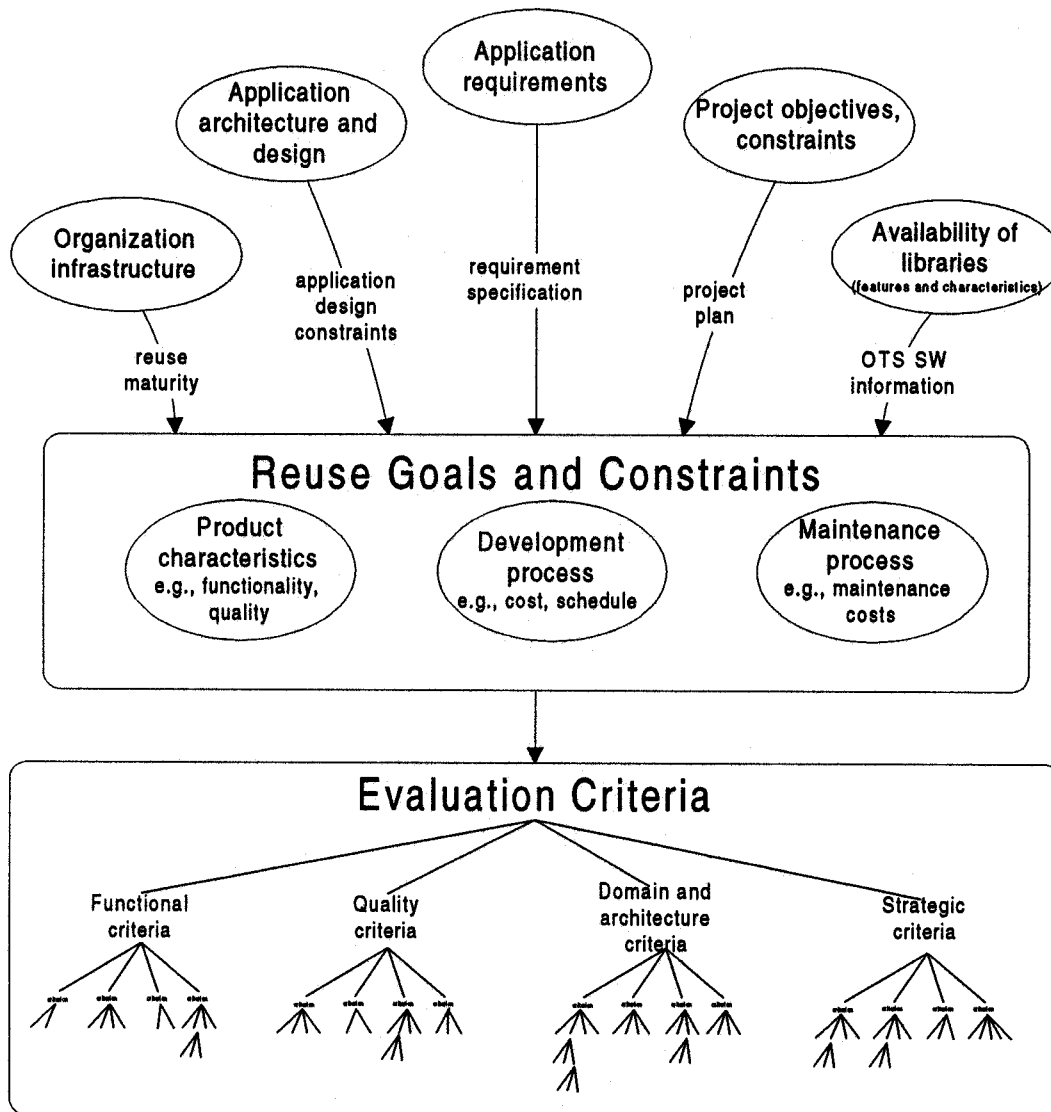 Application
requirements
Application
architecture and
design
Project objectives,
constraints
Organization
infrastructure
Availability of
libraries
(features and characteristics)
application
design
constraints
requirement
specification
project
plan
reuse
maturity
OTS SW
information
Reuse Goals and Constraints
Product
characteristics
e.g., functionality,
quality
Development
process
e.g., cost, schedule
Maintenance
process
e.g., maintenance
costs
Evaluation Criteria
Functional
criteria
Quality
criteria
Domain and
architecture
criteria
Strategic
criteria